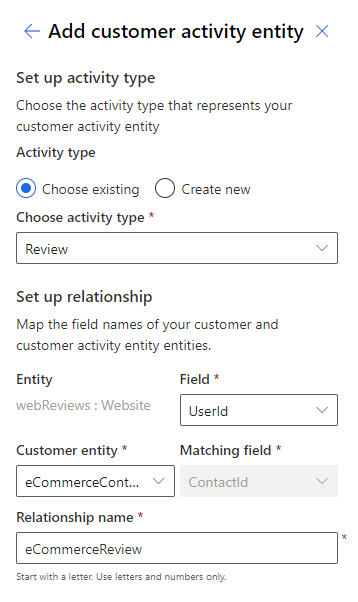 Add customer activity entity
Set up activity type
Choose the activity type that represents your
customer activity entity
Activity type
Choose existing
Create new
Choose activity type *
Review
Set up relationship
Map the field names of your customer and
customer activity entity entities.
Entity
Field *
webReviews : Website
UserId
Customer entity *
Matching field *
eCommerceCont...
ContactId
Relationship name *
eCommerceReview
*
Start with a letter. Use letters and numbers only.